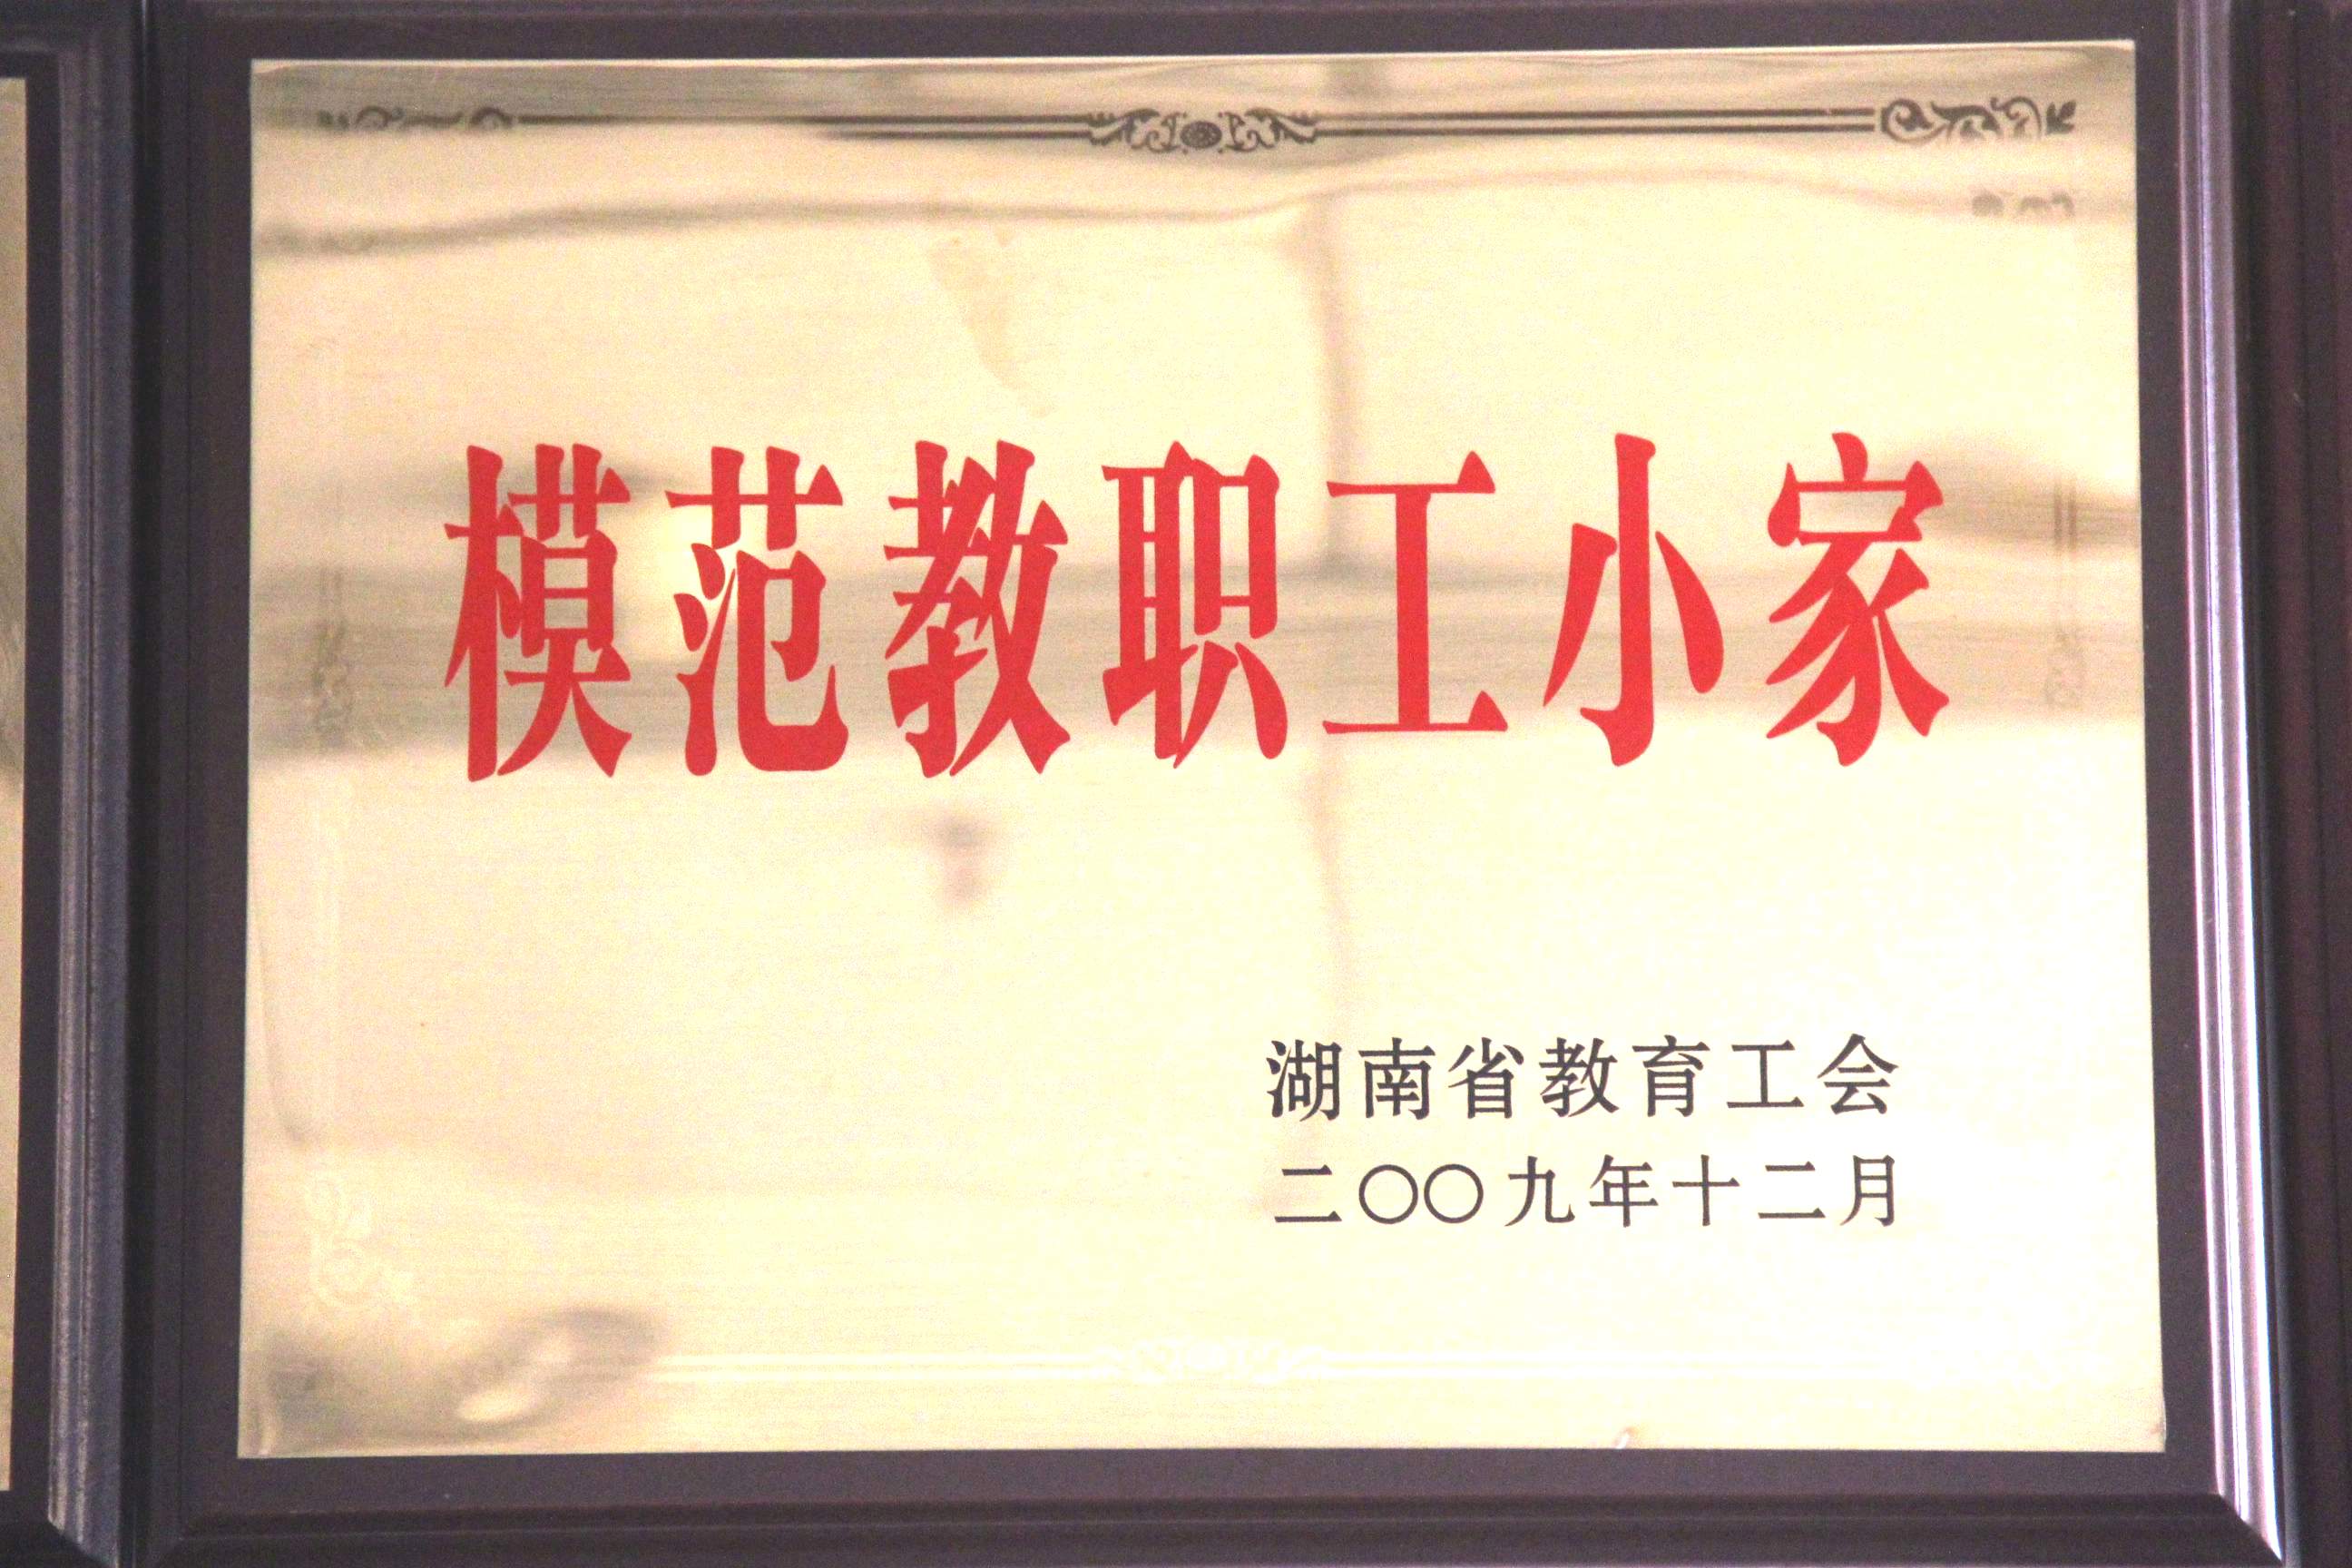 模范教职工小家
湖南省教育工会
二〇〇九年十二月